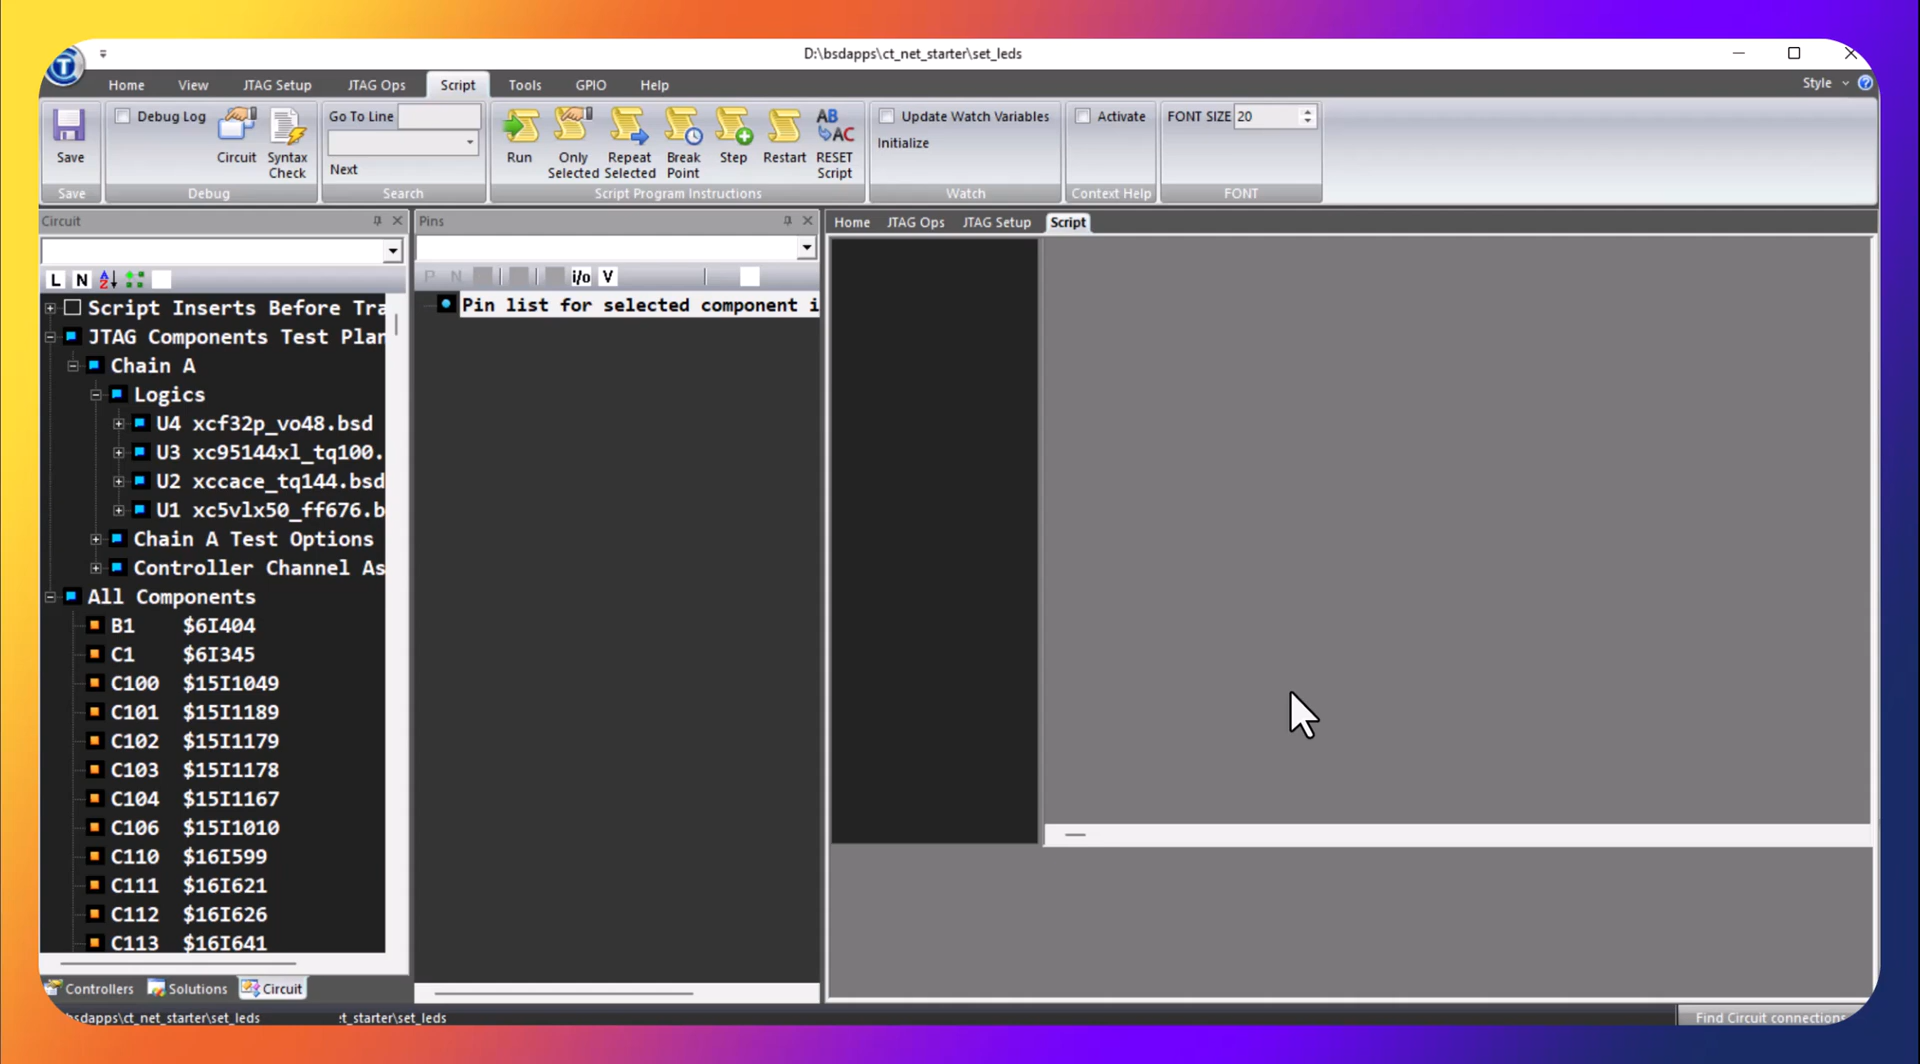 D:\bsdapps\ct_net_starter\set_leds
Home View JTAG Setup JTAG Ops Script Tools GPIO Help Style
Save
Debug Log
Circuit
Syntax Check
Go To Line
Next
Run
Only Selected
Repeat Selected
Break Point
Step
Restart
AB AC
RESET Script
Update Watch Variables
Initialize
Activate
FONT SIZE 20
Save Debug Search Script Program Instructions Watch Context Help FONT
Circuit
Pins
Home JTAG Ops JTAG Setup Script
L N A Z
P N i/o V
Script Inserts Before Tra
Pin list for selected component i
JTAG Components Test Plan
Chain A
Logics
U4 xcf32p_vo48.bsd
U3 xc95144xl_tq100.
U2 xccace_tq144.bsd
U1 xc5vlx50_ff676.b
Chain A Test Options
Controller Channel As
All Components
B1 $6I404
C1 $6I345
C100 $15I1049
C101 $15I1189
C102 $15I1179
C103 $15I1178
C104 $15I1167
C106 $15I1010
C110 $16I599
C111 $16I621
C112 $16I626
C113 $16I641
Controllers Solutions Circuit
bsdapps\ct_net_starter\set_leds
t_starter\set_leds
Find Circuit connections